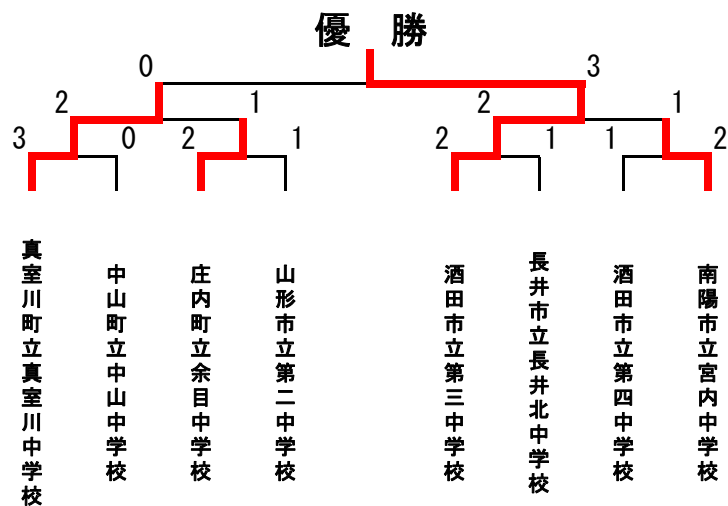 優　勝
0
3
2
1
2
1
3
0
2
1
2
1
1
2
真室川町立真室川中学校
中山町立中山中学校
庄内町立余目中学校
山形市立第二中学校
酒田市立第三中学校
長井市立長井北中学校
酒田市立第四中学校
南陽市立宮内中学校